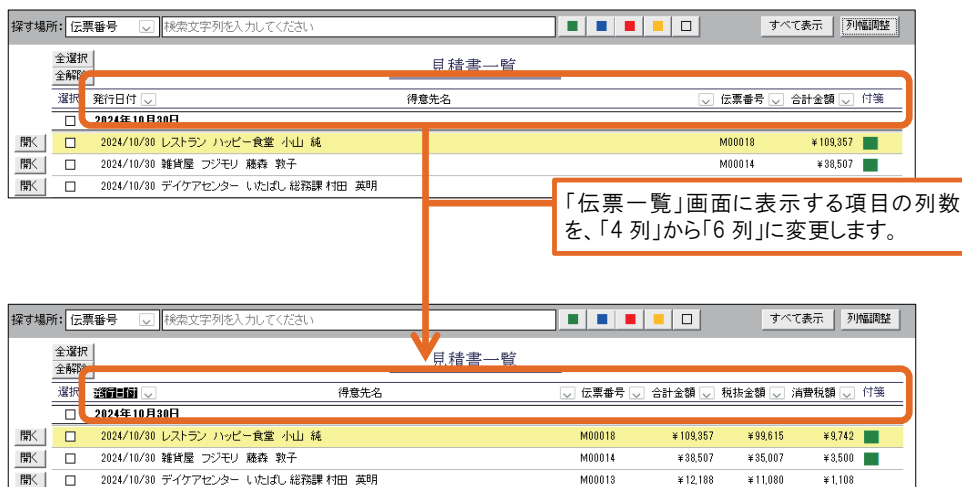 探す場所: 伝票番号 検索文字列を入力してください すべて表示 列幅調整
全選択
全解除
見積書一覧
選択 発行日付 得意先名 伝票番号 合計金額 付箋
2024年10月30日
開く 2024/10/30 レストラン ハッピー食堂 小山 純 M00018 ¥109,357
開く 2024/10/30 雑貨屋 フジモリ 藤森 敦子 M00014 ¥38,507
開く 2024/10/30 デイケアセンター いたばし 総務課 村田 英明
「伝票一覧」画面に表示する項目の列数
を、「4 列」から「6 列」に変更します。
探す場所: 伝票番号 検索文字列を入力してください すべて表示 列幅調整
全選択
全解除
見積書一覧
選択 発行日付 得意先名 伝票番号 合計金額 税抜金額 消費税額 付箋
2024年10月30日
開く 2024/10/30 レストラン ハッピー食堂 小山 純 M00018 ¥109,357 ¥99,615 ¥9,742
開く 2024/10/30 雑貨屋 フジモリ 藤森 敦子 M00014 ¥38,507 ¥35,007 ¥3,500
開く 2024/10/30 デイケアセンター いたばし 総務課 村田 英明 M00013 ¥12,188 ¥11,080 ¥1,108